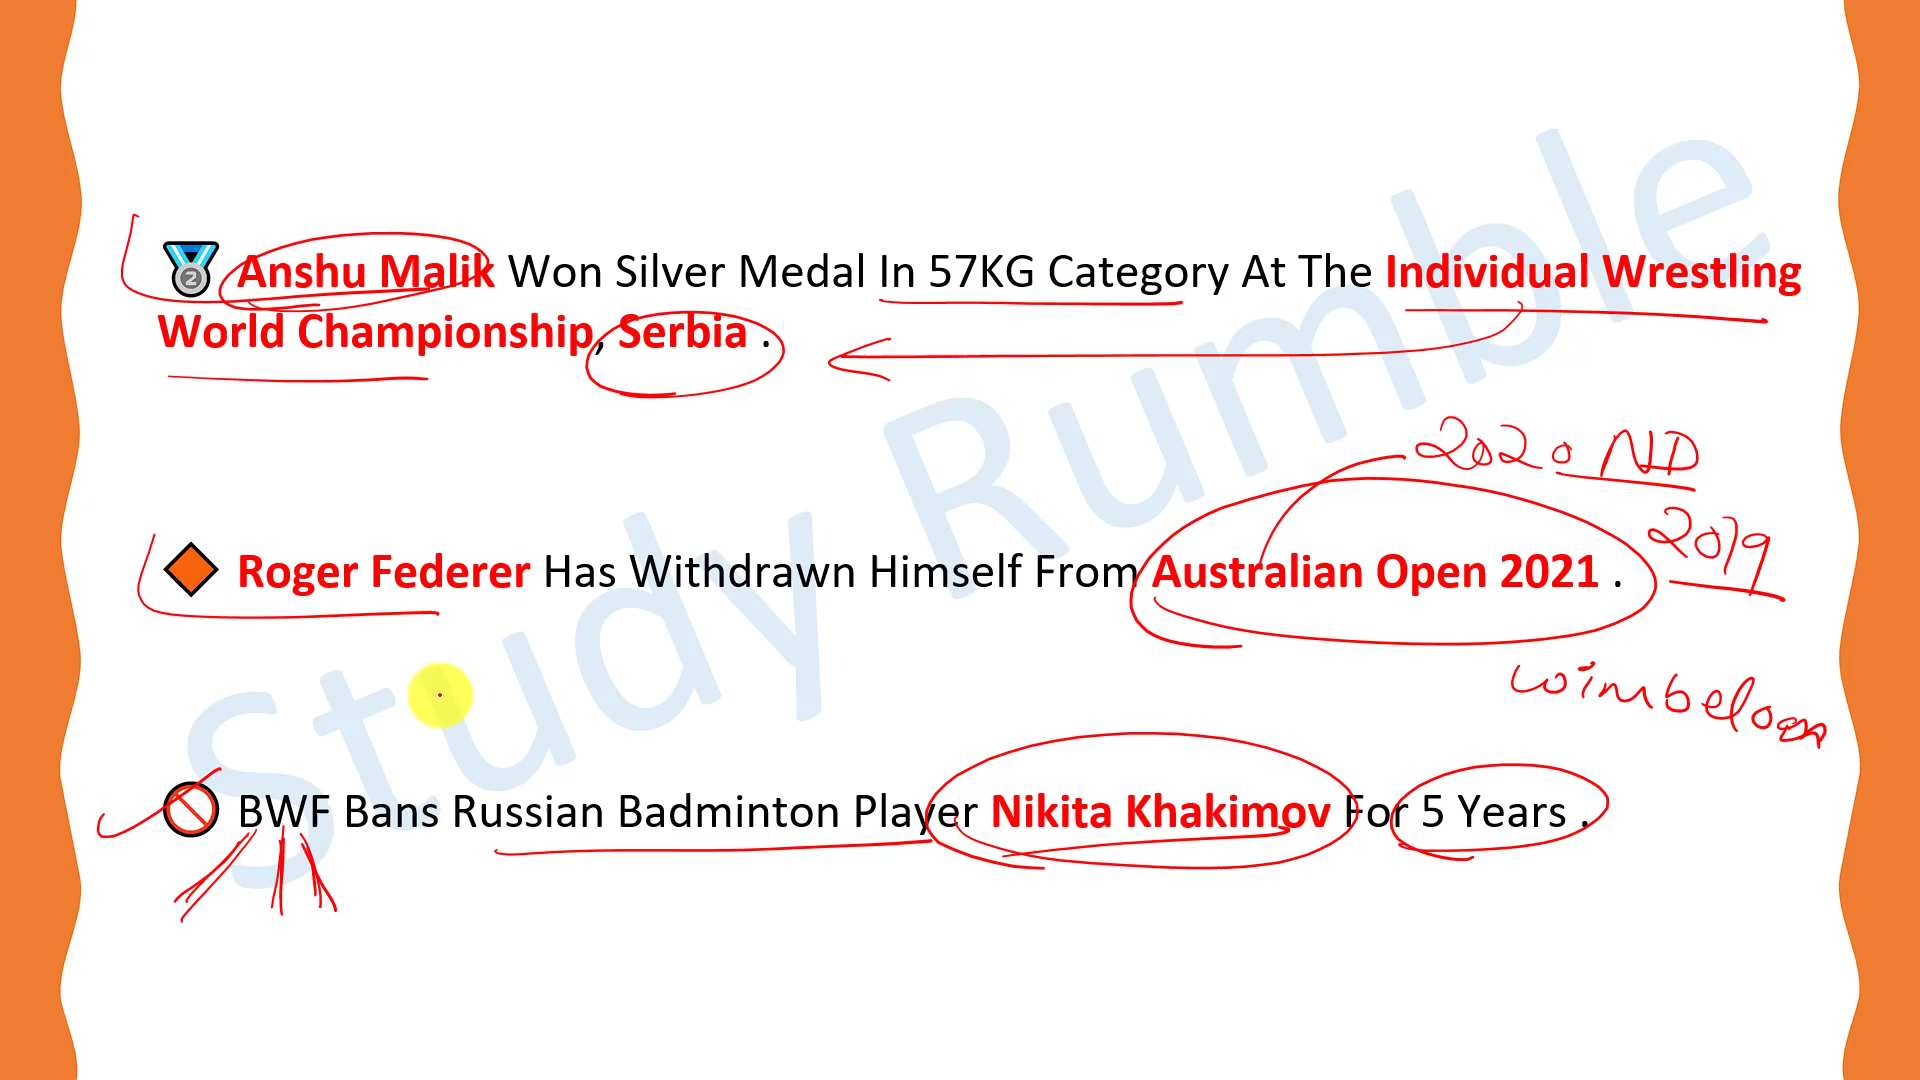 Anshu Malik Won Silver Medal In 57KG Category At The Individual Wrestling
World Championship, Serbia .
2020 ND
2019
Roger Federer Has Withdrawn Himself From Australian Open 2021 .
BWF Bans Russian Badminton Player Nikita Khakimov For 5 Years .
Study Rumble